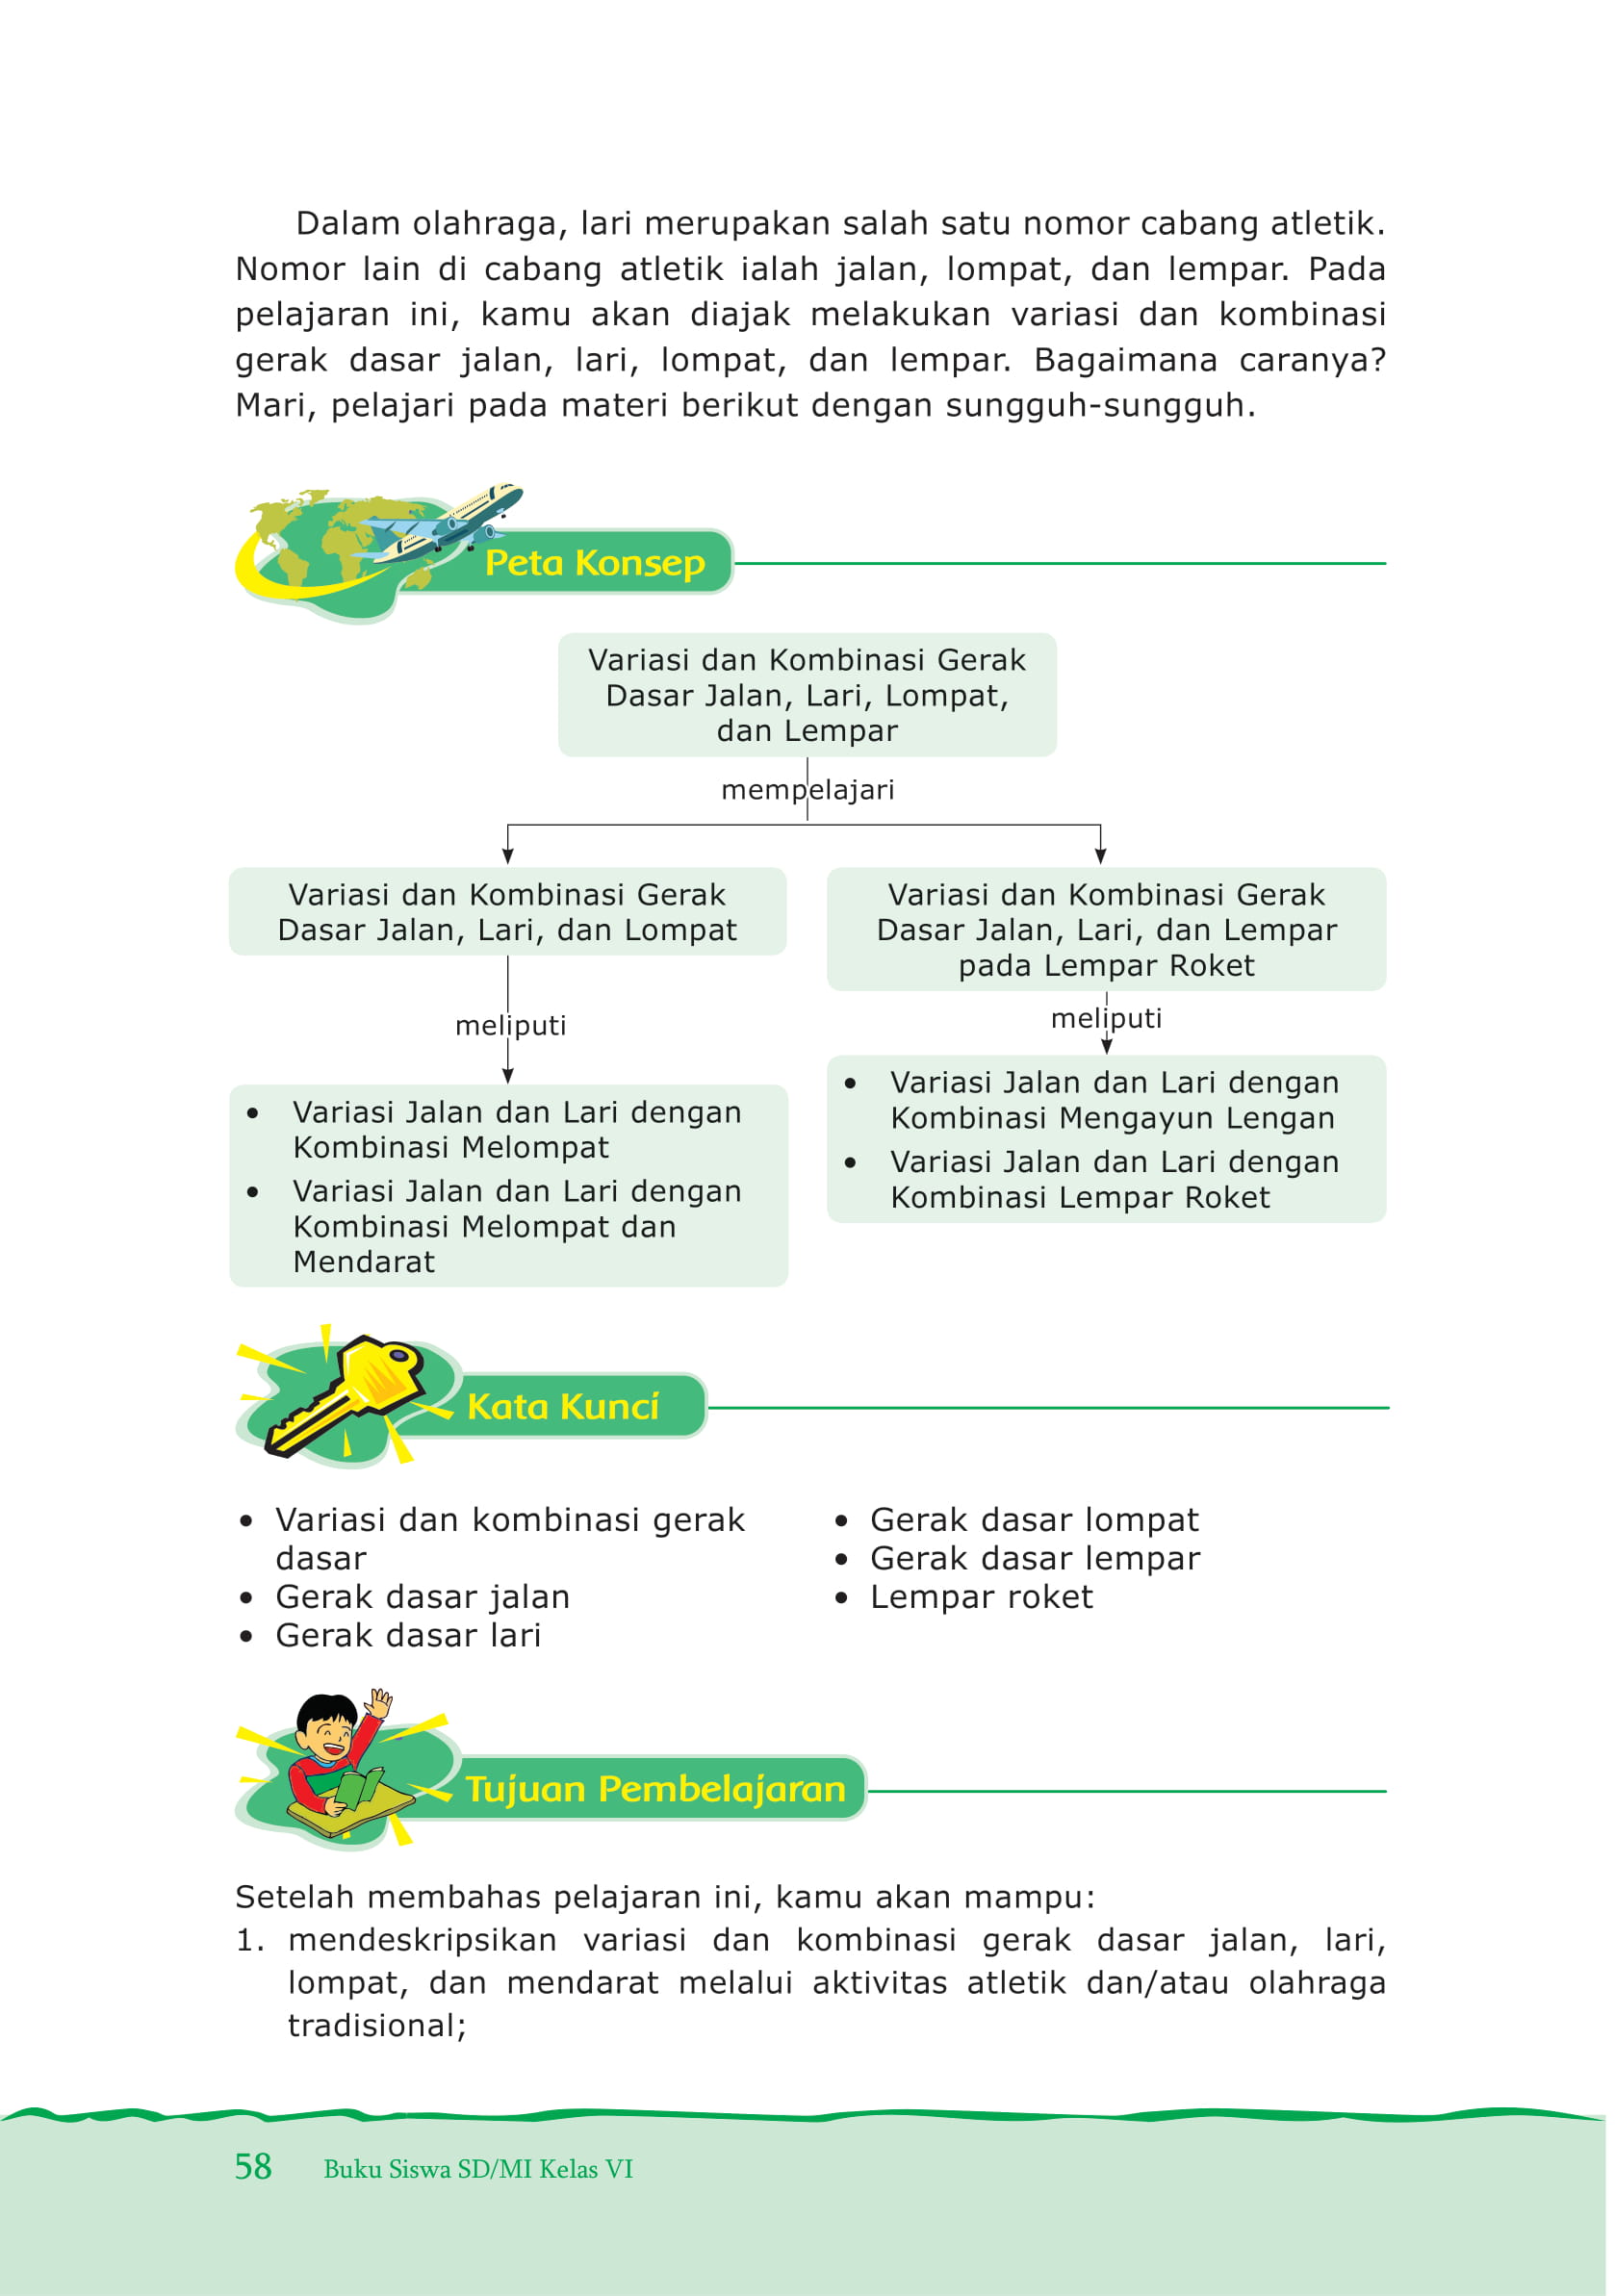 Dalam olahraga, lari merupakan salah satu nomor cabang atletik.
Nomor lain di cabang atletik ialah jalan, lompat, dan lempar. Pada
pelajaran ini, kamu akan diajak melakukan variasi dan kombinasi
gerak dasar jalan, lari, lompat, dan lempar. Bagaimana caranya?
Mari, pelajari pada materi berikut dengan sungguh-sungguh.
Peta Konsep
Variasi dan Kombinasi Gerak
Dasar Jalan, Lari, Lompat,
dan Lempar
mempelajari
Variasi dan Kombinasi Gerak
Dasar Jalan, Lari, dan Lompat
meliputi
• Variasi Jalan dan Lari dengan
Kombinasi Melompat
• Variasi Jalan dan Lari dengan
Kombinasi Melompat dan
Mendarat
Variasi dan Kombinasi Gerak
Dasar Jalan, Lari, dan Lempar
pada Lempar Roket
meliputi
• Variasi Jalan dan Lari dengan
Kombinasi Mengayun Lengan
• Variasi Jalan dan Lari dengan
Kombinasi Lempar Roket
Kata Kunci
• Variasi dan kombinasi gerak
dasar
• Gerak dasar jalan
• Gerak dasar lari
• Gerak dasar lompat
• Gerak dasar lempar
• Lempar roket
Tujuan Pembelajaran
Setelah membahas pelajaran ini, kamu akan mampu:
1. mendeskripsikan variasi dan kombinasi gerak dasar jalan, lari,
lompat, dan mendarat melalui aktivitas atletik dan/atau olahraga
tradisional;
58 Buku Siswa SD/MI Kelas VI